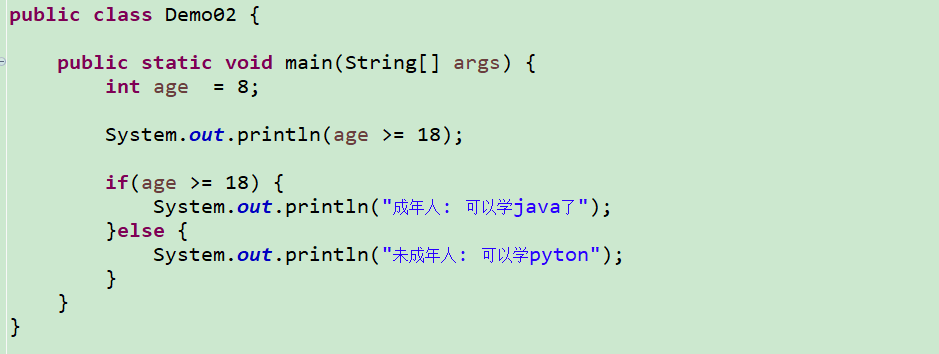 public class Demo02 {
public static void main(String[] args) {
int age  = 8;
System.out.println(age >= 18);
if(age >= 18) {
System.out.println("成年人: 可以学java了");
}else {
System.out.println("未成年人: 可以学pyton");
}
}
}